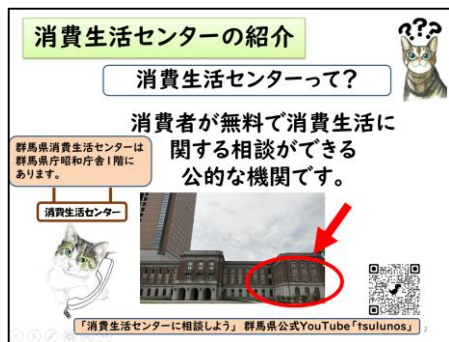 消費生活センターの紹介
???
消費生活センターって?
消費者が無料で消費生活に
関する相談ができる
公的な機関です。
群馬県消費生活センターは
群馬県庁昭和庁舎1階に
あります。
消費生活センター
「消費生活センターに相談しよう」 群馬県公式YouTube「tsulunos」
2